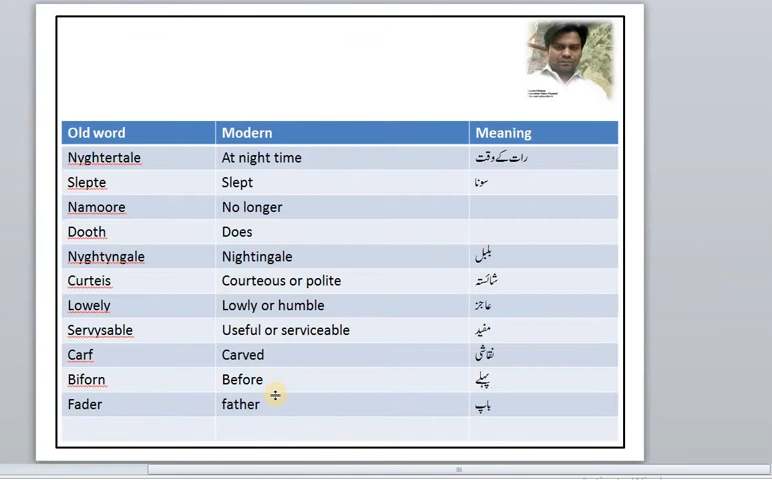 Old word Modern Meaning
Nyghtertale At night time رات کے وقت
Slepte Slept سونا
Namoore No longer
Dooth Does
Nyghtyngale Nightingale بلبل
Curteis Courteous or polite شائستہ
Lowely Lowly or humble عاجز
Servysable Useful or serviceable مفید
Carf Carved نقاشی
Biforn Before پہلے
Fader father باپ